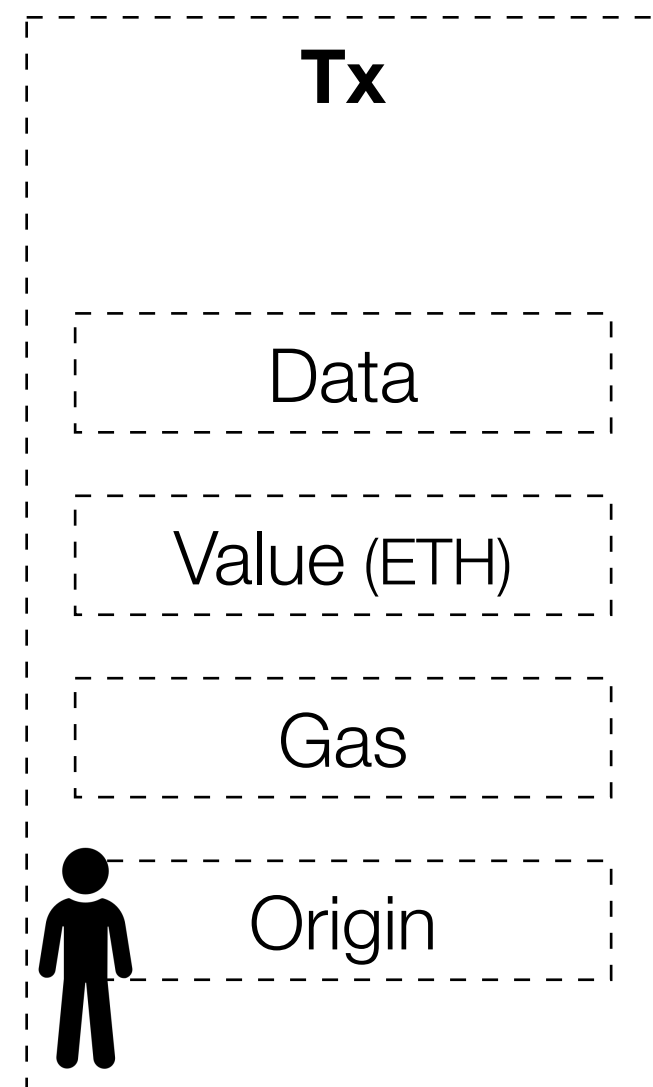 Tx
Data
Value (ETH)
Gas
Origin